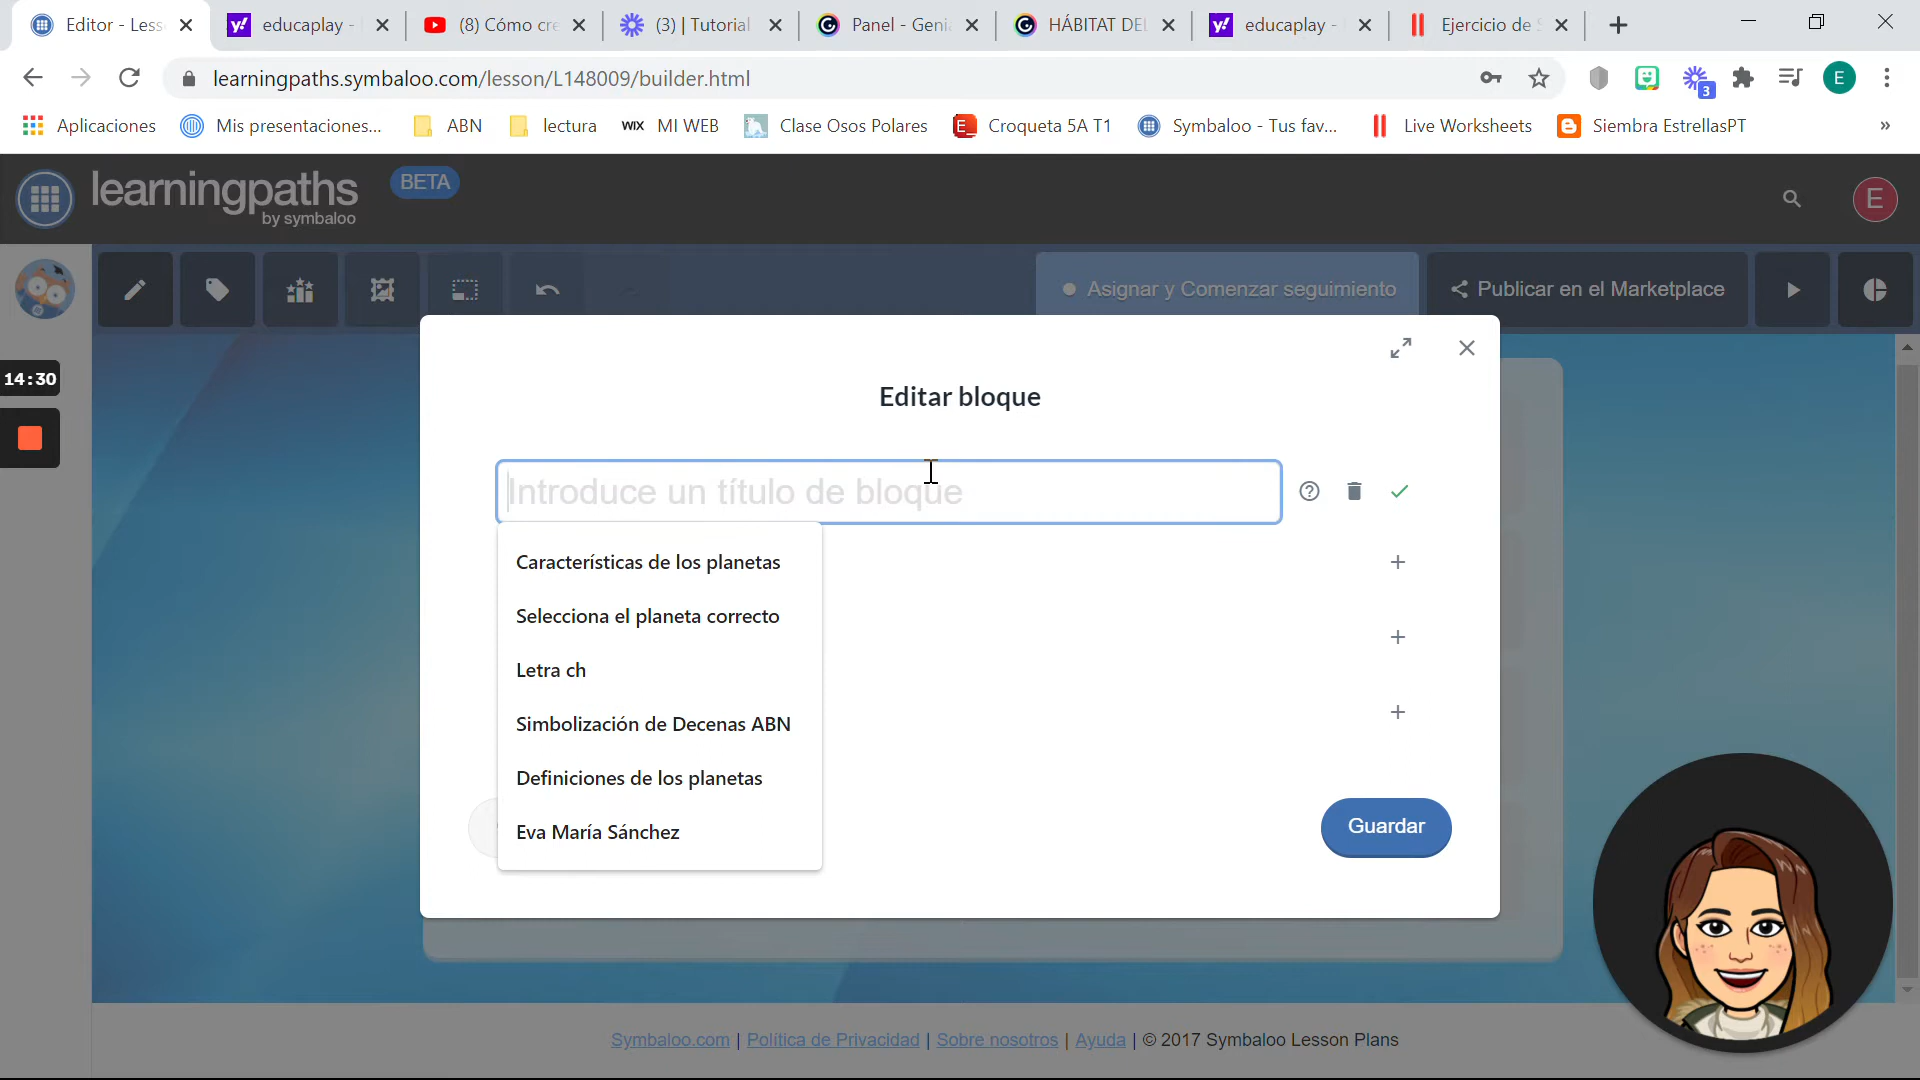 Editor - Less
educaplay -
(8) Cómo cre
(3) | Tutorial
Panel - Genia
HÁBITAT DEL
educaplay -
Ejercicio de S
learningpaths.symbaloo.com/lesson/L148009/builder.html
3
E
Aplicaciones
Mis presentaciones...
ABN
lectura
WIX MI WEB
Clase Osos Polares
Croqueta 5A T1
Symbaloo - Tus fav...
Live Worksheets
Siembra EstrellasPT
»
learningpaths
by symbaloo
BETA
E
Asignar y Comenzar seguimiento
Publicar en el Marketplace
14:30
Editar bloque
Introduce un título de bloque
Características de los planetas
Selecciona el planeta correcto
Letra ch
Simbolización de Decenas ABN
Definiciones de los planetas
Eva María Sánchez
Guardar
Symbaloo.com | Política de Privacidad | Sobre nosotros | Ayuda | © 2017 Symbaloo Lesson Plans